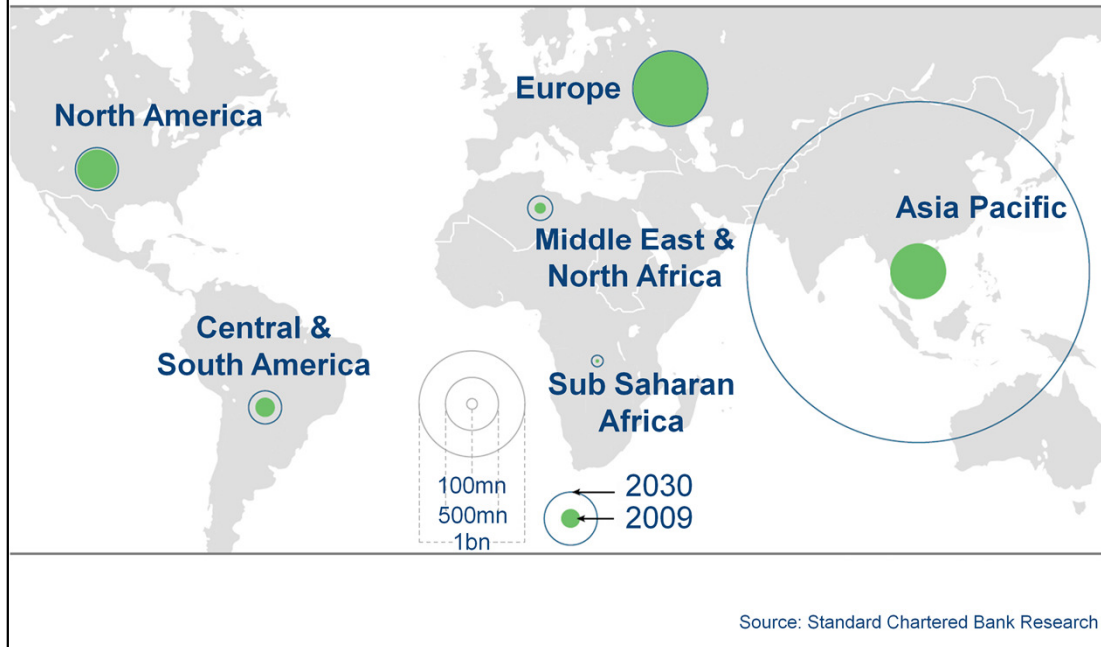 Europe
North America
Asia Pacific
Middle East &
North Africa
Central &
South America
Sub Saharan
Africa
100mn
500mn
1bn
2030
2009
Source: Standard Chartered Bank Research